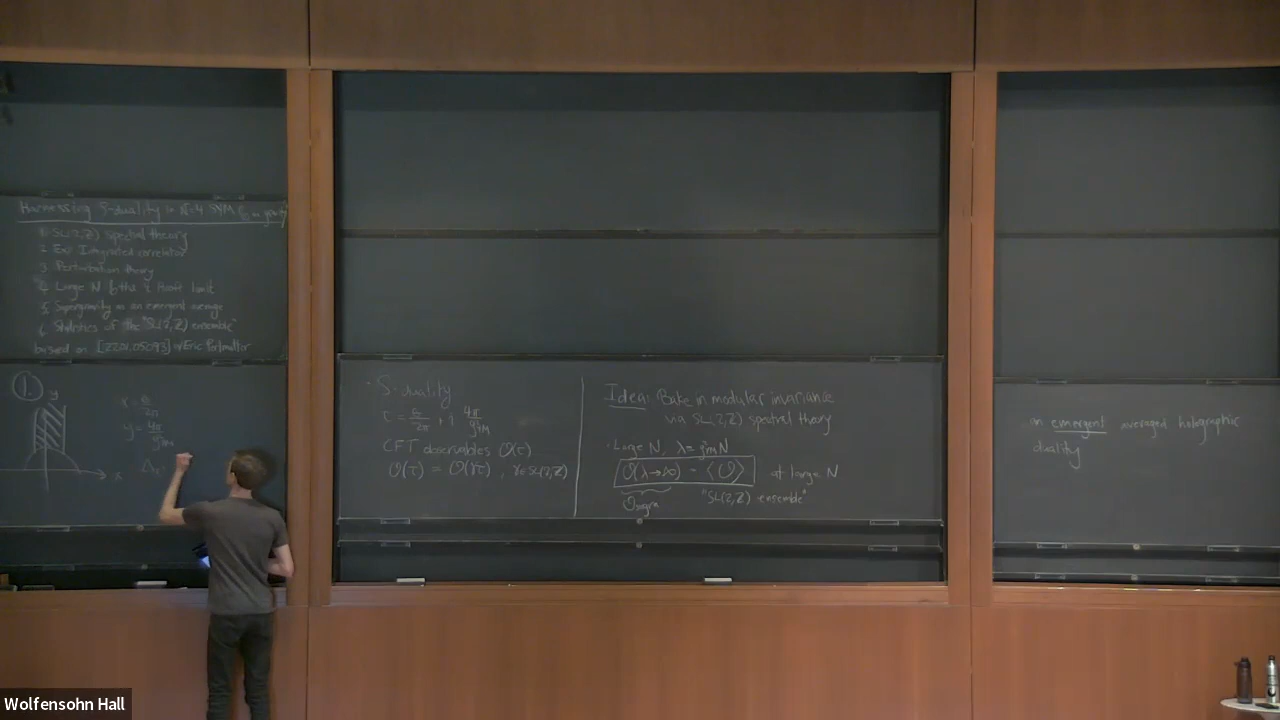 Harnessing S-duality in N=4 SYM
1. SL(2,Z) spectral theory
2. Ex: Integrated correlator
3. Perturbation theory
4. Large N & the 't Hooft limit
5. Supergravity as an emergent average
6. Statistics of the "SL(2,Z) ensemble"
based on [2201.05093] w/ Eric Perlmutter
1. y
x = θ/2π
y = 4π/g²YM
x
Δτ
· S-duality
τ = θ/2π + i 4π/g²YM
CFT observables O(τ)
O(τ) = O(γτ) , γ∈SL(2,Z)
Idea: Bake in modular invariance
via SL(2,Z) spectral theory
· Large N, λ = g²YM N
O(λ→∞) = ⟨O⟩ at large N
Osugra "SL(2,Z) ensemble"
an emergent averaged holographic
duality
Wolfensohn Hall